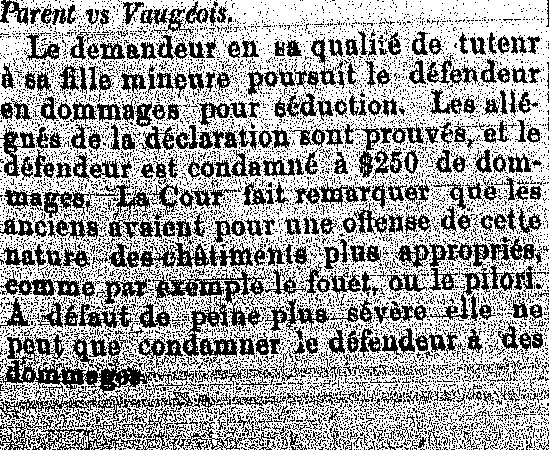 Parent vs Vaugeois.
Le demandeur en sa qualité de tuteur
à sa fille mineure poursuit le défendeur
en dommages pour séduction. Les allé-
gués de la déclaration sont prouvés, et le
défendeur est condamné à $250 de dom-
mages. La Cour fait remarquer que les
anciens avaient pour une offense de cette
nature des châtiments plus appropriés,
comme par exemple le fouet, ou le pilori.
A défaut de peine plus sévère elle ne
peut que condamner le défendeur à des
dommages.